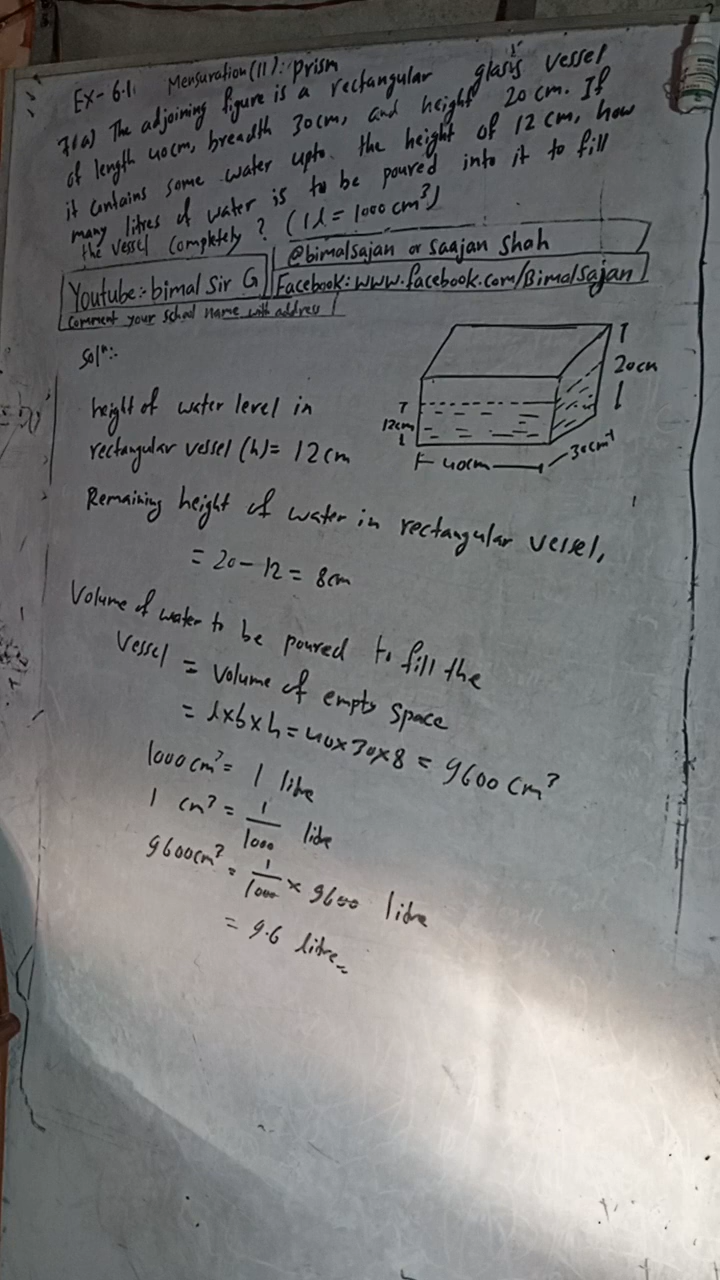 Ex- 6.1. Mensuration (II): Prism
7(a) The adjoining figure is a rectangular glass vessel
of length 40cm, breadth 30cm, and height 20 cm. If
it contains some water upto the height of 12 cm, how
many litres of water is to be poured into it to fill
the vessel completely? (1l = 1000 cm³)
@bimalsajan or Saajan Shah
Youtube:- bimal Sir G
Facebook: www.facebook.com/BimalSajan
Comment your school name with address
Solⁿ:-
20cm
12cm
40cm
30cm
height of water level in
rectangular vessel (h) = 12cm
Remaining height of water in rectangular vessel,
= 20 - 12 = 8cm
Volume of water to be poured to fill the
vessel = Volume of empty space
= l×b×h = 40×30×8 = 9600 cm³
1000 cm³ = 1 litre
1 cm³ = 1/1000 litre
9600cm³ = 1/1000 × 9600 litre
= 9.6 litre